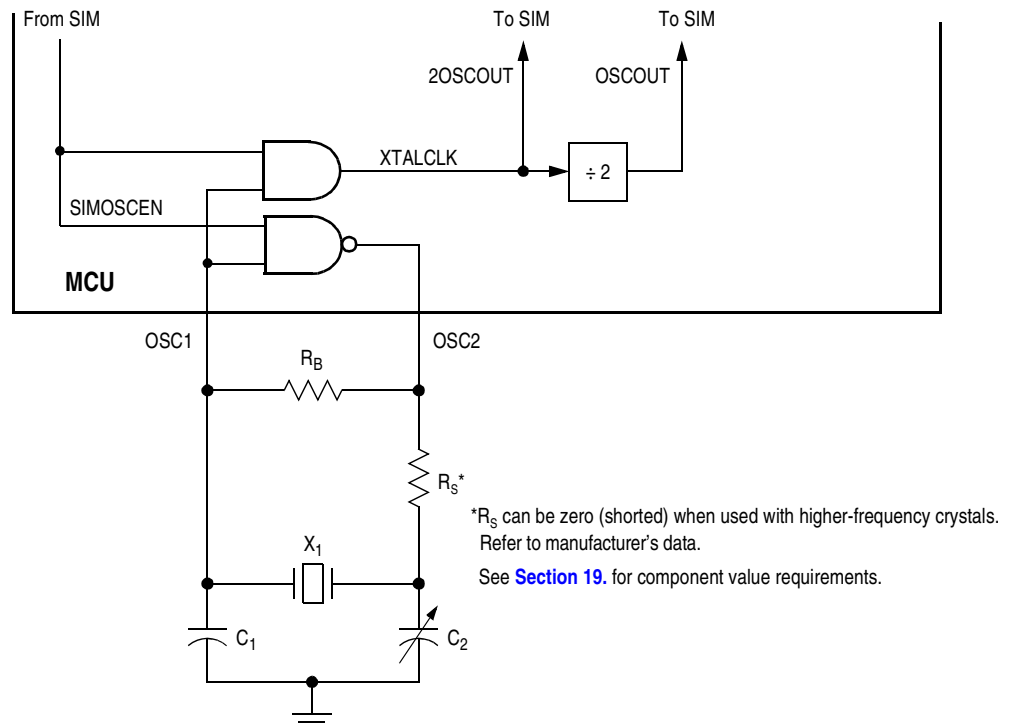 From SIM
To SIM
To SIM
2OSCOUT
OSCOUT
XTALCLK
÷ 2
SIMOSCEN
MCU
OSC1
OSC2
RB
RS*
*RS can be zero (shorted) when used with higher-frequency crystals.
Refer to manufacturer's data.
X1
See Section 19. for component value requirements.
C1
C2